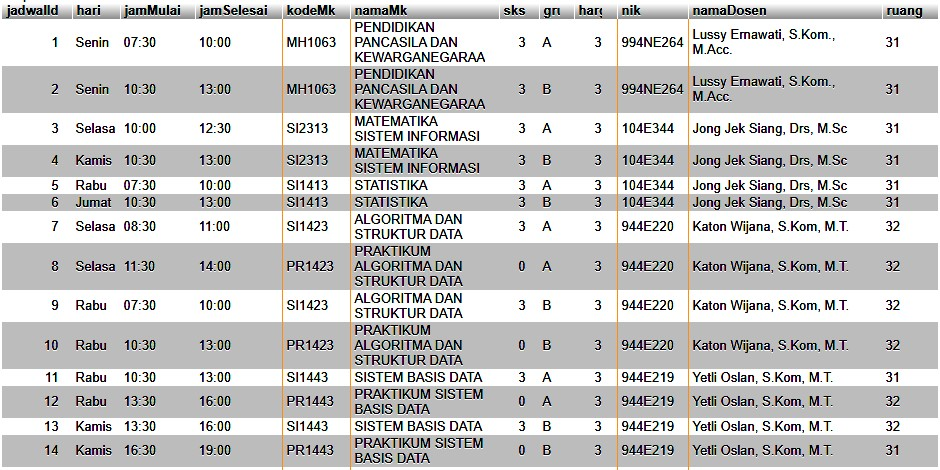 jadwalId hari jamMulai jamSelesai kodeMk namaMk sks gru harg nik namaDosen ruang
1 Senin 07:30 10:00 MH1063 PENDIDIKAN PANCASILA DAN KEWARGANEGARAA 3 A 3 994NE264 Lussy Ernawati, S.Kom., M.Acc. 31
2 Senin 10:30 13:00 MH1063 PENDIDIKAN PANCASILA DAN KEWARGANEGARAA 3 B 3 994NE264 Lussy Ernawati, S.Kom., M.Acc. 31
3 Selasa 10:00 12:30 SI2313 MATEMATIKA SISTEM INFORMASI 3 A 3 104E344 Jong Jek Siang, Drs, M.Sc 31
4 Kamis 10:30 13:00 SI2313 MATEMATIKA SISTEM INFORMASI 3 B 3 104E344 Jong Jek Siang, Drs, M.Sc 31
5 Rabu 07:30 10:00 SI1413 STATISTIKA 3 A 3 104E344 Jong Jek Siang, Drs, M.Sc 31
6 Jumat 10:30 13:00 SI1413 STATISTIKA 3 B 3 104E344 Jong Jek Siang, Drs, M.Sc 31
7 Selasa 08:30 11:00 SI1423 ALGORITMA DAN STRUKTUR DATA 3 A 3 944E220 Katon Wijana, S.Kom, M.T. 32
8 Selasa 11:30 14:00 PR1423 PRAKTIKUM ALGORITMA DAN STRUKTUR DATA 0 A 3 944E220 Katon Wijana, S.Kom, M.T. 32
9 Rabu 07:30 10:00 SI1423 ALGORITMA DAN STRUKTUR DATA 3 B 3 944E220 Katon Wijana, S.Kom, M.T. 32
10 Rabu 10:30 13:00 PR1423 PRAKTIKUM ALGORITMA DAN STRUKTUR DATA 0 B 3 944E220 Katon Wijana, S.Kom, M.T. 32
11 Rabu 10:30 13:00 SI1443 SISTEM BASIS DATA 3 A 3 944E219 Yetli Oslan, S.Kom, M.T. 31
12 Rabu 13:30 16:00 PR1443 PRAKTIKUM SISTEM BASIS DATA 0 A 3 944E219 Yetli Oslan, S.Kom, M.T. 32
13 Kamis 13:30 16:00 SI1443 SISTEM BASIS DATA 3 B 3 944E219 Yetli Oslan, S.Kom, M.T. 32
14 Kamis 16:30 19:00 PR1443 PRAKTIKUM SISTEM BASIS DATA 0 B 3 944E219 Yetli Oslan, S.Kom, M.T. 31